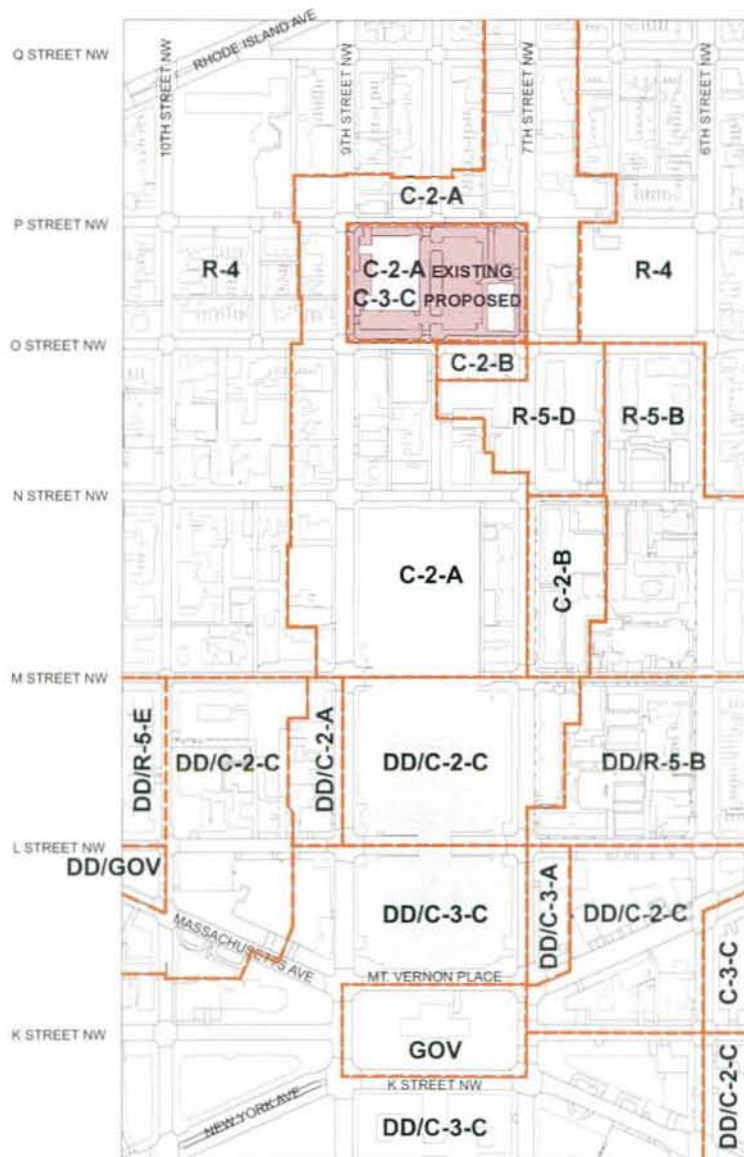 Q STREET NW
RHODE ISLAND AVE
10TH STREET NW
9TH STREET NW
7TH STREET NW
6TH STREET NW
C-2-A
P STREET NW
R-4
C-2-A EXISTING
C-3-C PROPOSED
R-4
O STREET NW
C-2-B
R-5-D
R-5-B
N STREET NW
C-2-A
C-2-B
M STREET NW
DD/R-5-E
DD/C-2-C
DD/C-2-A
DD/C-2-C
DD/R-5-B
L STREET NW
DD/GOV
DD/C-3-C
DD/C-3-A
DD/C-2-C
C-3-C
MASSACHUSETTS AVE
MT. VERNON PLACE
K STREET NW
GOV
K STREET NW
NEW YORK AVE
DD/C-3-C
DD/C-2-C